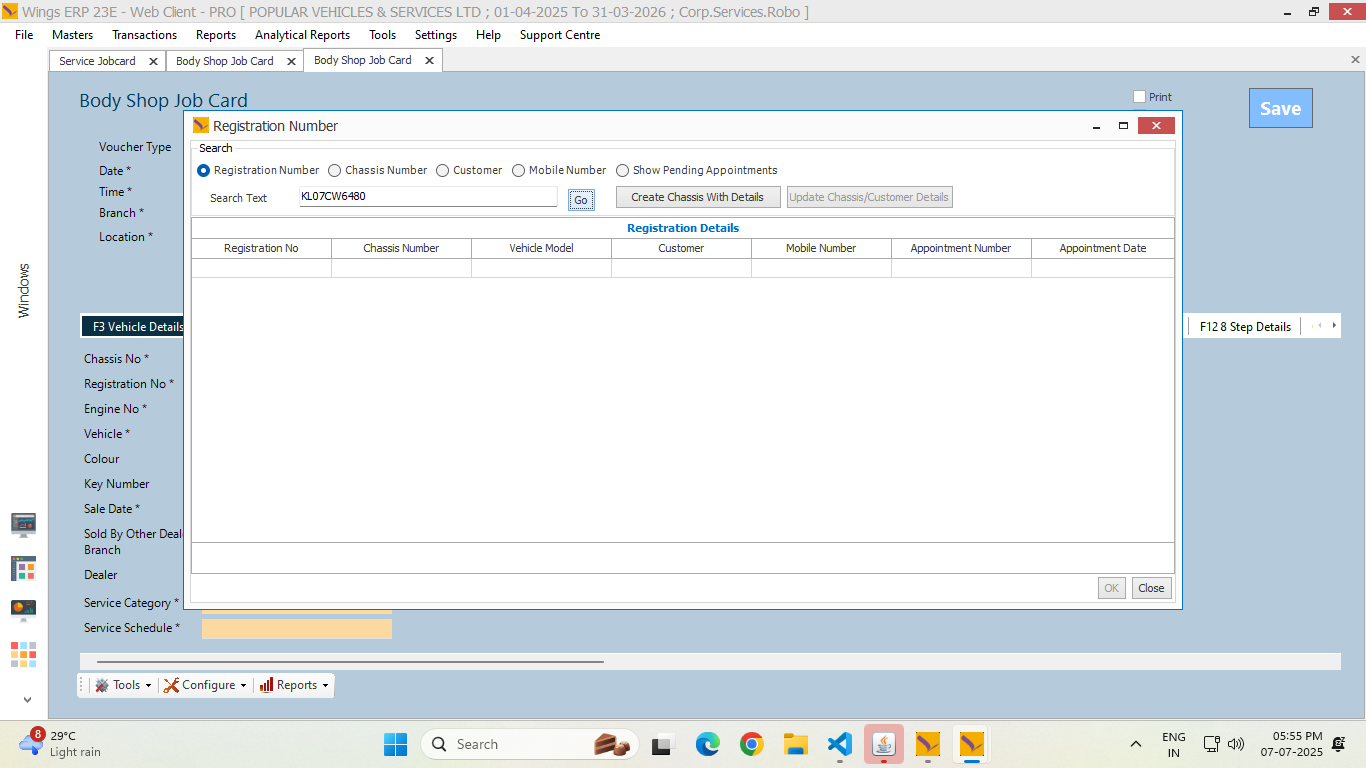 Wings ERP 23E - Web Client - PRO [ POPULAR VEHICLES & SERVICES LTD ; 01-04-2025 To 31-03-2026 ; Corp.Services.Robo ]
File Masters Transactions Reports Analytical Reports Tools Settings Help Support Centre
Service Jobcard Body Shop Job Card Body Shop Job Card
Body Shop Job Card
Print
Save
Registration Number
Search
Voucher Type
Date *
Time *
Branch *
Location *
Registration Number Chassis Number Customer Mobile Number Show Pending Appointments
Search Text KL07CW6480 Go Create Chassis With Details Update Chassis/Customer Details
Registration Details
Registration No Chassis Number Vehicle Model Customer Mobile Number Appointment Number Appointment Date
Windows
F3 Vehicle Details
F12 8 Step Details
Chassis No *
Registration No *
Engine No *
Vehicle *
Colour
Key Number
Sale Date *
Sold By Other Deal
Branch
Dealer
Service Category *
Service Schedule *
OK Close
Tools Configure Reports
8
29°C
Light rain
Search
ENG
IN
05:55 PM
07-07-2025